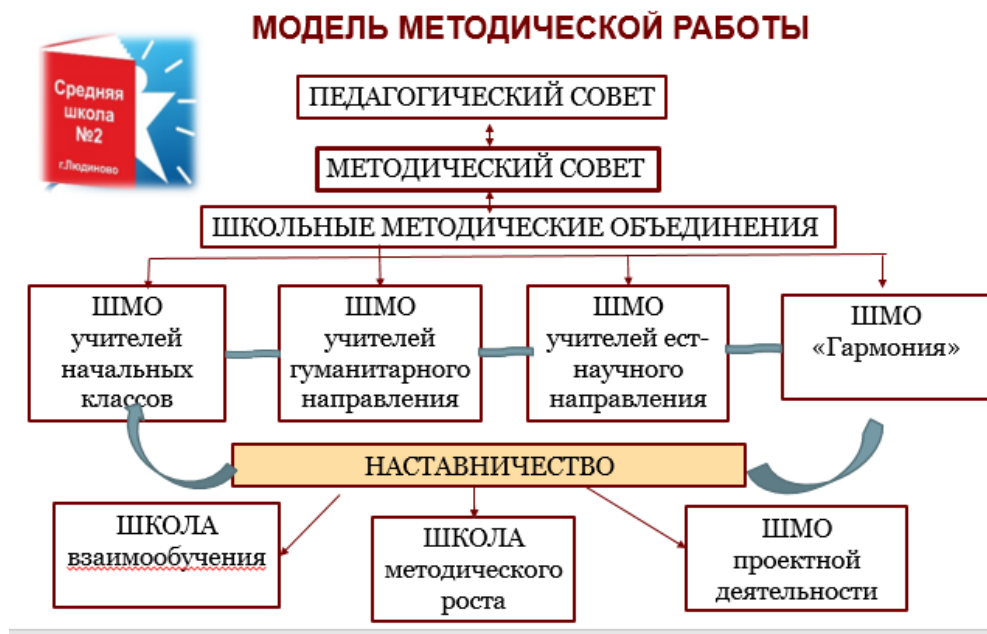 МОДЕЛЬ МЕТОДИЧЕСКОЙ РАБОТЫ
Средняя
школа
№2
г.Людиново
ПЕДАГОГИЧЕСКИЙ СОВЕТ
МЕТОДИЧЕСКИЙ СОВЕТ
ШКОЛЬНЫЕ МЕТОДИЧЕСКИЕ ОБЪЕДИНЕНИЯ
ШМО
учителей
начальных
классов
ШМО
учителей
гуманитарного
направления
ШМО
учителей ест-
научного
направления
ШМО
«Гармония»
НАСТАВНИЧЕСТВО
ШКОЛА
взаимообучения
ШКОЛА
методического
роста
ШМО
проектной
деятельности